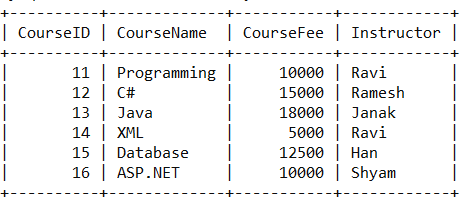 | CourseID | CourseName | CourseFee | Instructor |
| 11 | Programming | 10000 | Ravi |
| 12 | C# | 15000 | Ramesh |
| 13 | Java | 18000 | Janak |
| 14 | XML | 5000 | Ravi |
| 15 | Database | 12500 | Han |
| 16 | ASP.NET | 10000 | Shyam |